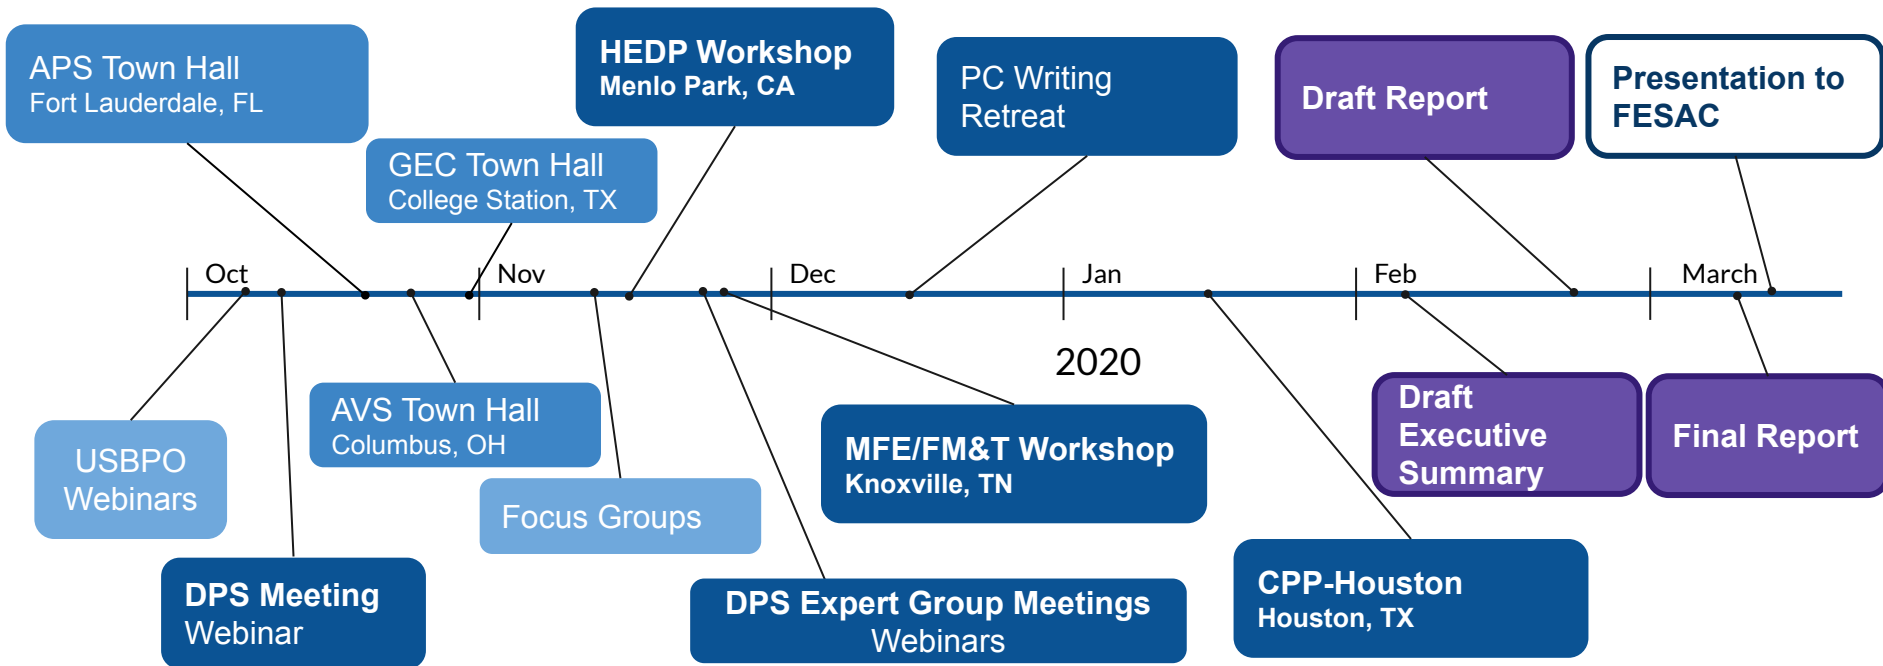 APS Town Hall
Fort Lauderdale, FL
GEC Town Hall
College Station, TX
HEDP Workshop
Menlo Park, CA
PC Writing
Retreat
Draft Report
Presentation to
FESAC
Oct
Nov
Dec
Jan
Feb
March
2020
USBPO
Webinars
DPS Meeting
Webinar
AVS Town Hall
Columbus, OH
Focus Groups
DPS Expert Group Meetings
Webinars
MFE/FM&T Workshop
Knoxville, TN
CPP-Houston
Houston, TX
Draft
Executive
Summary
Final Report